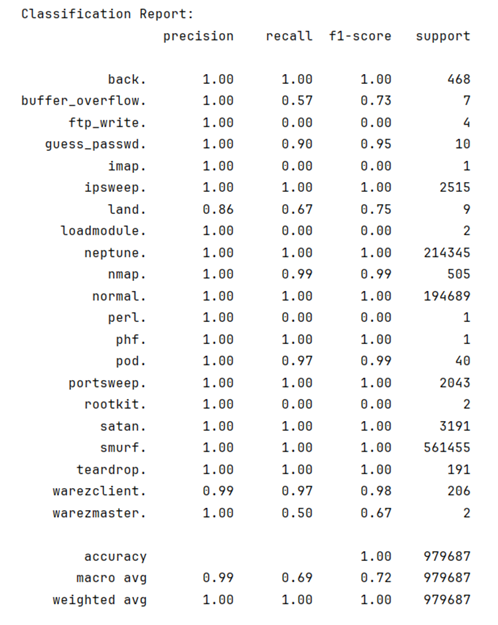 Classification Report:
precision recall f1-score support
back. 1.00 1.00 1.00 468
buffer_overflow. 1.00 0.57 0.73 7
ftp_write. 1.00 0.00 0.00 4
guess_passwd. 1.00 0.90 0.95 10
imap. 1.00 0.00 0.00 1
ipsweep. 1.00 1.00 1.00 2515
land. 0.86 0.67 0.75 9
loadmodule. 1.00 0.00 0.00 2
neptune. 1.00 1.00 1.00 214345
nmap. 1.00 0.99 0.99 505
normal. 1.00 1.00 1.00 194689
perl. 1.00 0.00 0.00 1
phf. 1.00 1.00 1.00 1
pod. 1.00 0.97 0.99 40
portsweep. 1.00 1.00 1.00 2043
rootkit. 1.00 0.00 0.00 2
satan. 1.00 1.00 1.00 3191
smurf. 1.00 1.00 1.00 561455
teardrop. 1.00 1.00 1.00 191
warezclient. 0.99 0.97 0.98 206
warezmaster. 1.00 0.50 0.67 2
accuracy 1.00 979687
macro avg 0.99 0.69 0.72 979687
weighted avg 1.00 1.00 1.00 979687